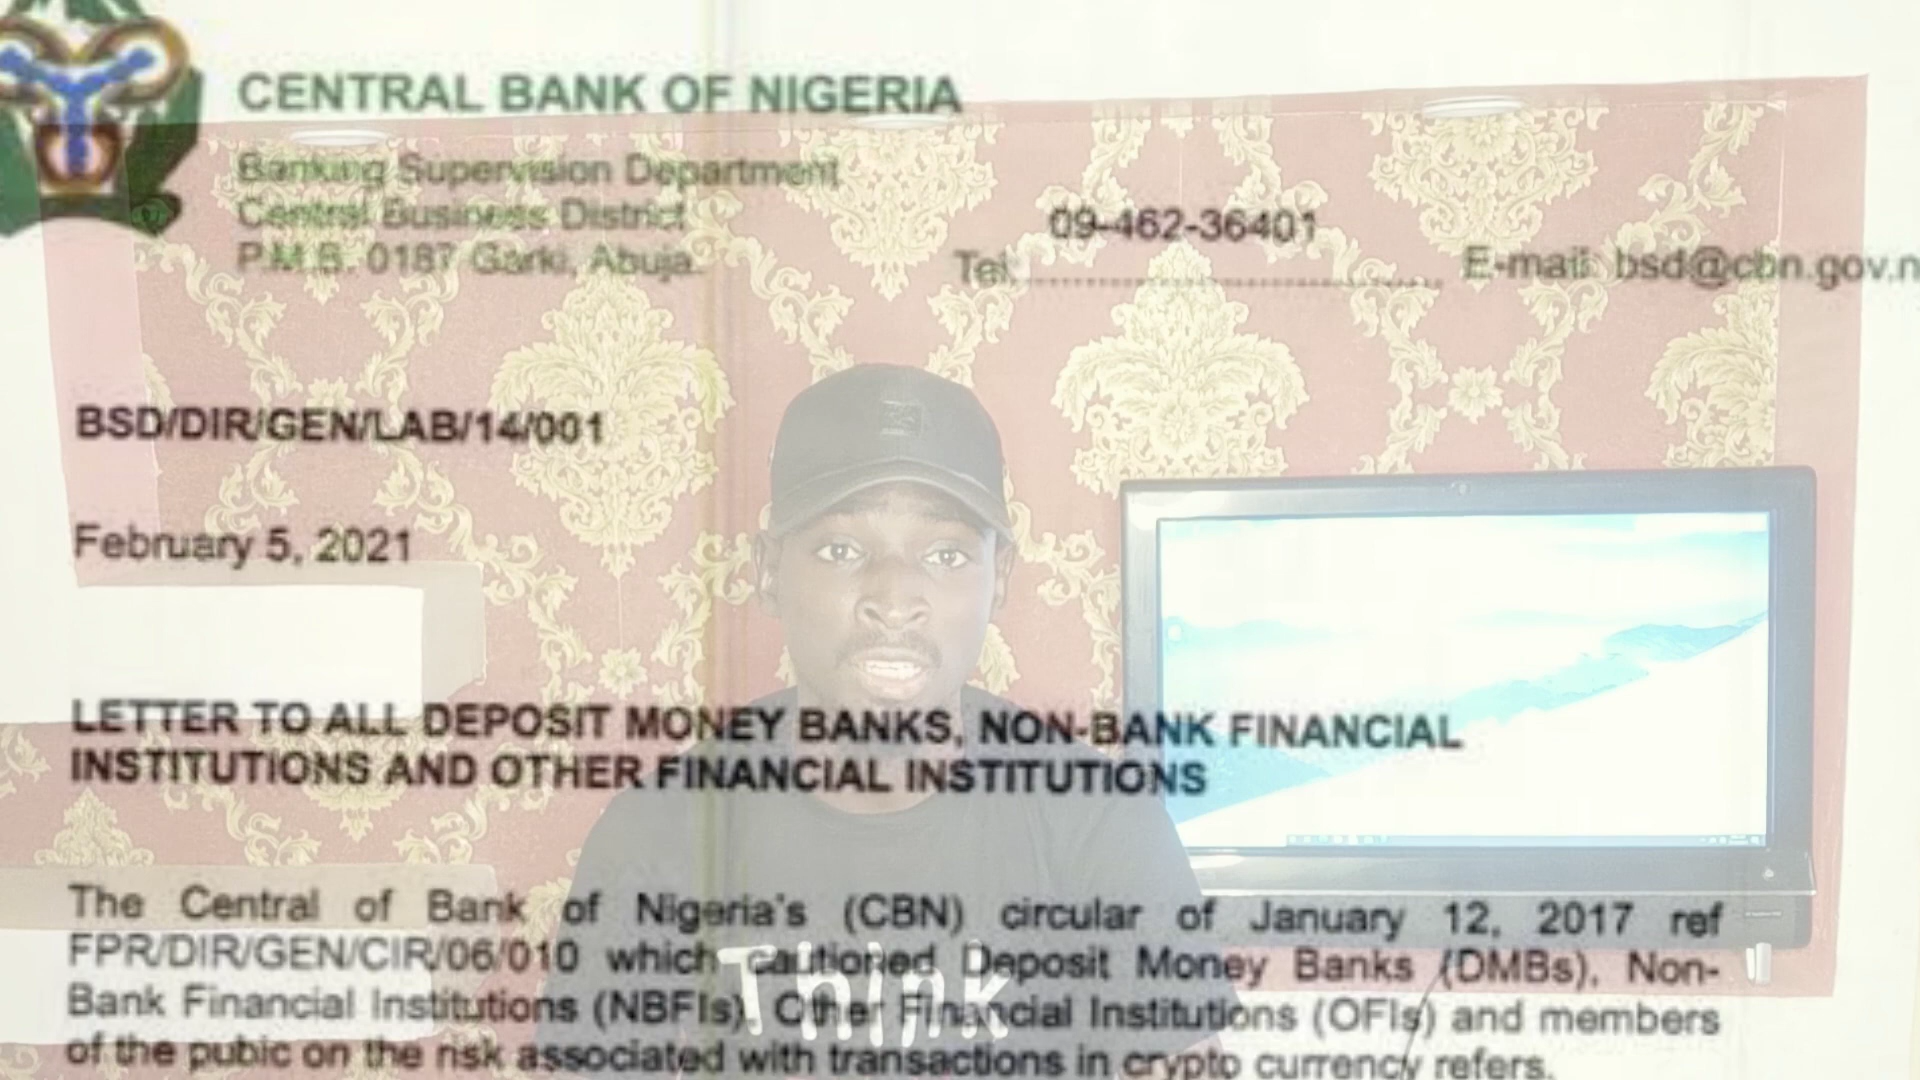 CENTRAL BANK OF NIGERIA
Banking Supervision Department
Central Business District
P.M.B. 0187 Garki, Abuja.
09-462-36401
Tel: E-mail: bsd@cbn.gov.n
BSD/DIR/GEN/LAB/14/001
February 5, 2021
LETTER TO ALL DEPOSIT MONEY BANKS, NON-BANK FINANCIAL
INSTITUTIONS AND OTHER FINANCIAL INSTITUTIONS
The Central of Bank of Nigeria's (CBN) circular of January 12, 2017 ref
FPR/DIR/GEN/CIR/06/010 which cautioned Deposit Money Banks (DMBs), Non-
Bank Financial Institutions (NBFIs), Other Financial Institutions (OFIs) and members
of the pubic on the risk associated with transactions in crypto currency refers.
Think